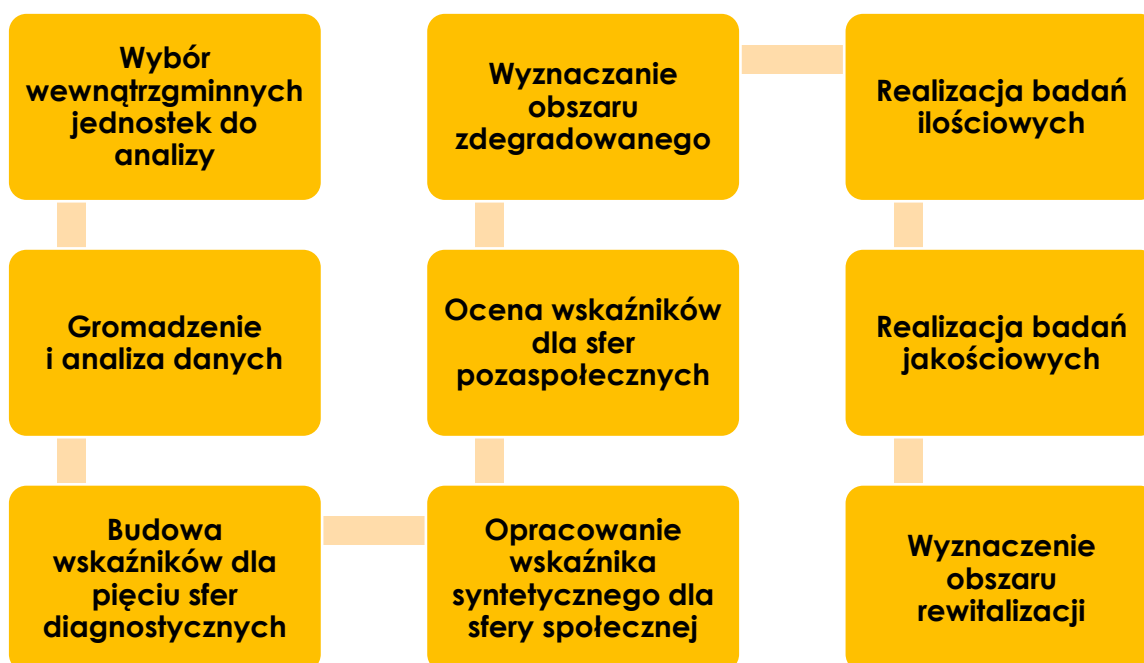 Wybór
wewnątrzgminnych
jednostek do
analizy
Gromadzenie
i analiza danych
Budowa
wskaźników dla
pięciu sfer
diagnostycznych
Opracowanie
wskaźnika
syntetycznego dla
sfery społecznej
Ocena wskaźników
dla sfer
pozaspołecznych
Wyznaczanie
obszaru
zdegradowanego
Realizacja badań
ilościowych
Realizacja badań
jakościowych
Wyznaczenie
obszaru
rewitalizacji